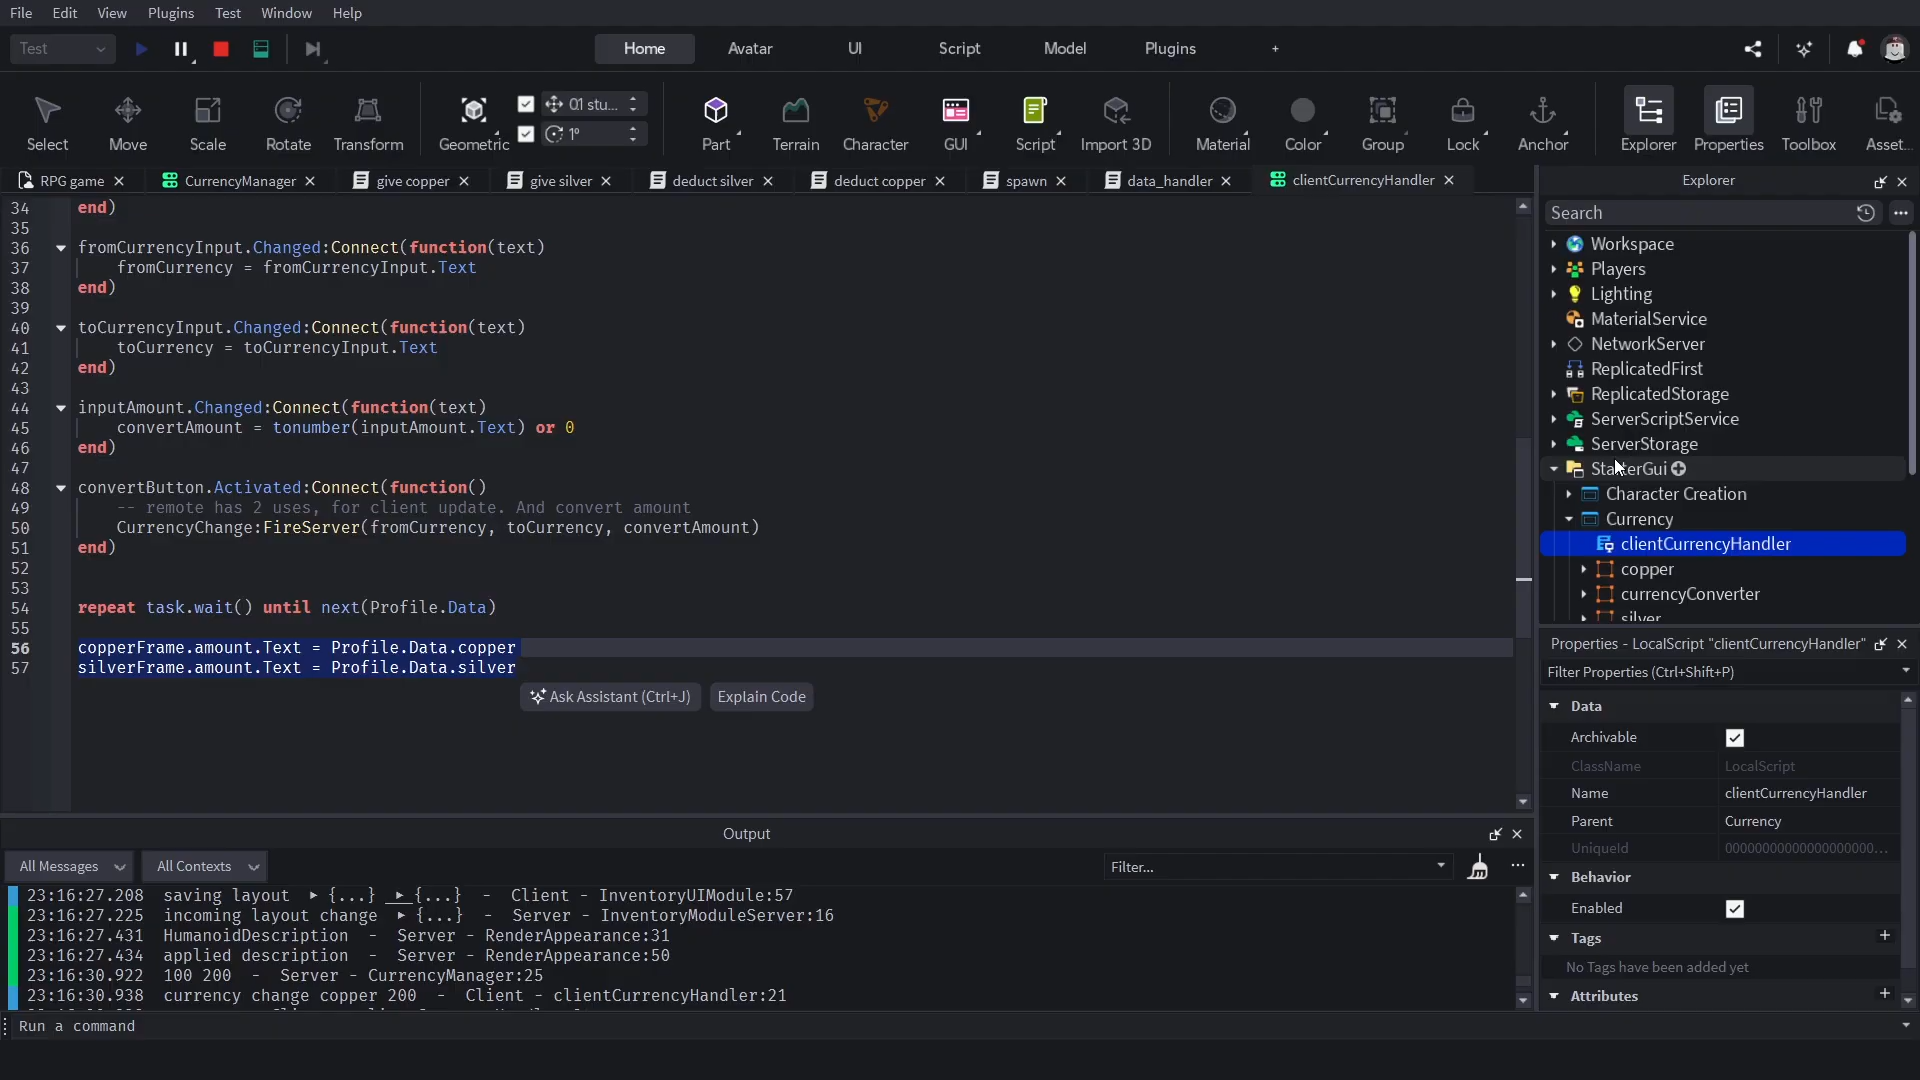 File Edit View Plugins Test Window Help
Test
Home Avatar UI Script Model Plugins +
Select Move Scale Rotate Transform Geometric 0.1 stu... 1° Part Terrain Character GUI Script Import 3D Material Color Group Lock Anchor Explorer Properties Toolbox Asset...
RPG game CurrencyManager give copper give silver deduct silver deduct copper spawn data_handler clientCurrencyHandler
34 end)
35
36 fromCurrencyInput.Changed:Connect(function(text)
37 fromCurrency = fromCurrencyInput.Text
38 end)
39
40 toCurrencyInput.Changed:Connect(function(text)
41 toCurrency = toCurrencyInput.Text
42 end)
43
44 inputAmount.Changed:Connect(function(text)
45 convertAmount = tonumber(inputAmount.Text) or 0
46 end)
47
48 convertButton.Activated:Connect(function()
49 -- remote has 2 uses, for client update. And convert amount
50 CurrencyChange:FireServer(fromCurrency, toCurrency, convertAmount)
51 end)
52
53
54 repeat task.wait() until next(Profile.Data)
55
56 copperFrame.amount.Text = Profile.Data.copper
57 silverFrame.amount.Text = Profile.Data.silver
Ask Assistant (Ctrl+J) Explain Code
Output
All Messages All Contexts Filter...
23:16:27.208 saving layout ▸ {...} ▸ {...} - Client - InventoryUIModule:57
23:16:27.225 incoming layout change ▸ {...} - Server - InventoryModuleServer:16
23:16:27.431 HumanoidDescription - Server - RenderAppearance:31
23:16:27.434 applied description - Server - RenderAppearance:50
23:16:30.922 100 200 - Server - CurrencyManager:25
23:16:30.938 currency change copper 200 - Client - clientCurrencyHandler:21
Run a command
Explorer
Search
Workspace
Players
Lighting
MaterialService
NetworkServer
ReplicatedFirst
ReplicatedStorage
ServerScriptService
ServerStorage
StarterGui
Character Creation
Currency
clientCurrencyHandler
copper
currencyConverter
silver
Properties - LocalScript "clientCurrencyHandler"
Filter Properties (Ctrl+Shift+P)
Data
Archivable
ClassName LocalScript
Name clientCurrencyHandler
Parent Currency
UniqueId 00000000000000000000...
Behavior
Enabled
Tags +
No Tags have been added yet
Attributes +